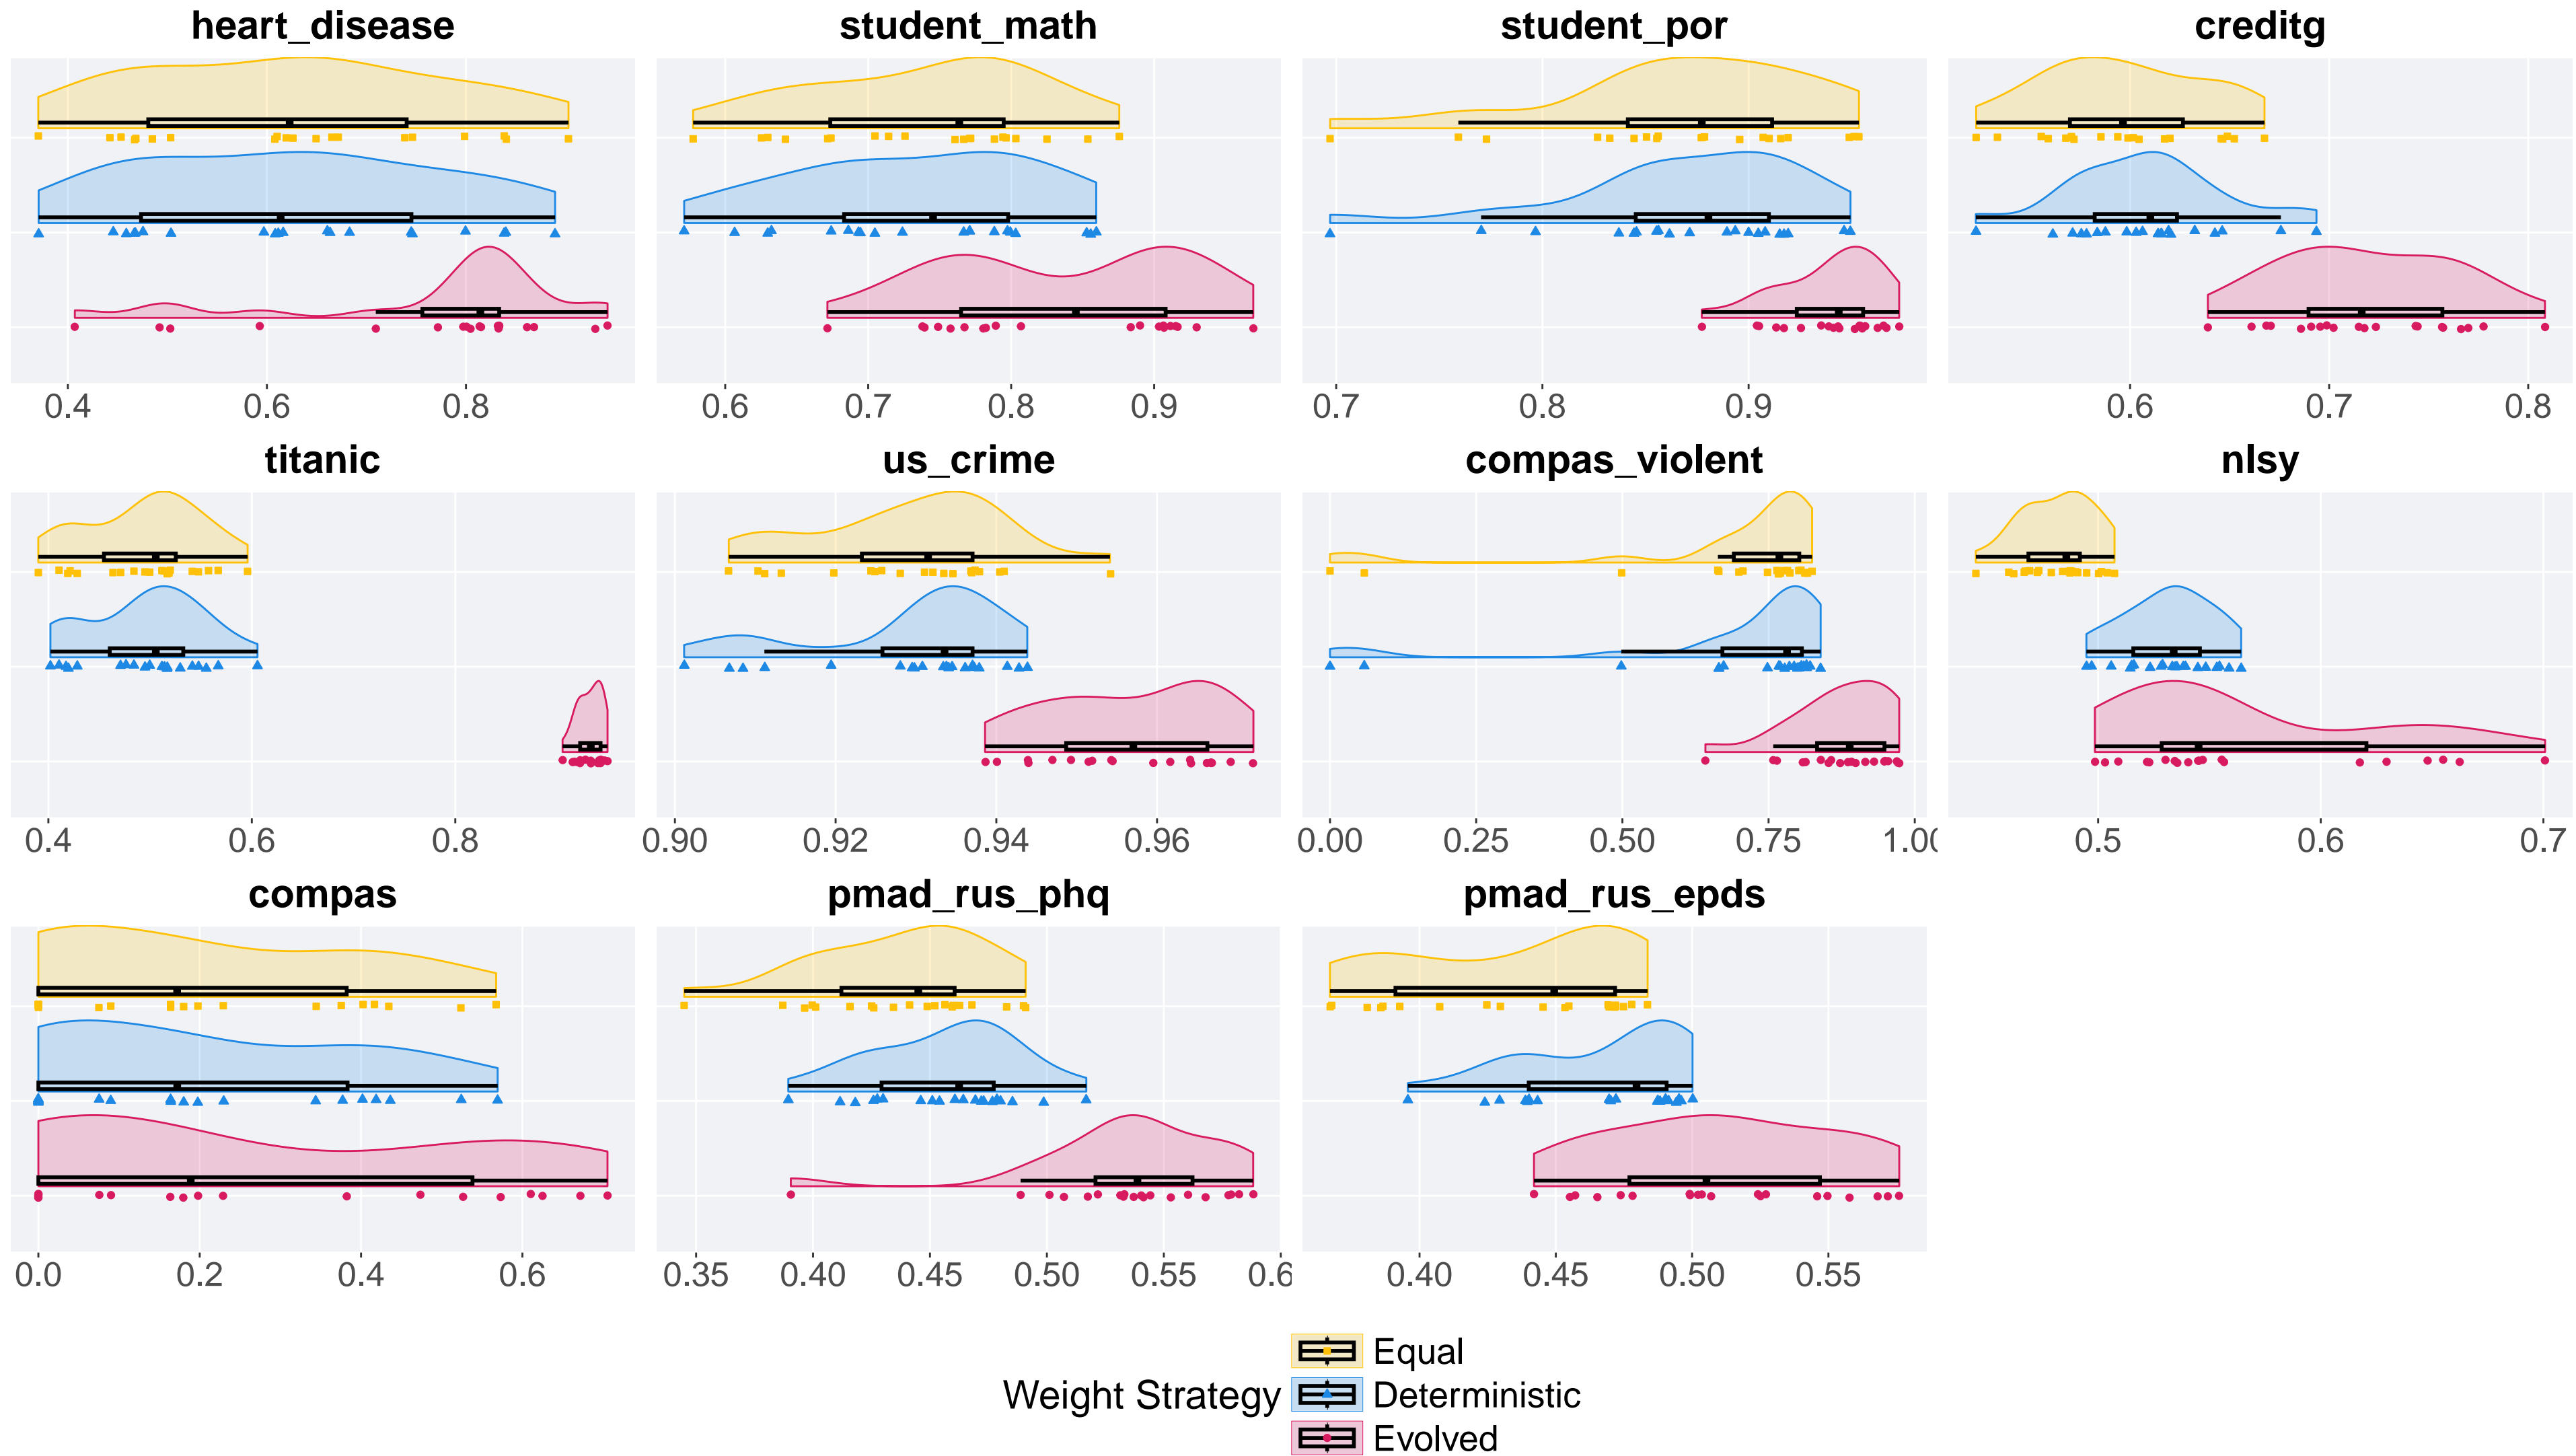 heart_disease student_math student_por creditg
0.4 0.6 0.8 0.6 0.7 0.8 0.9 0.7 0.8 0.9 0.6 0.7 0.8
titanic us_crime compas_violent nlsy
0.4 0.6 0.8 0.90 0.92 0.94 0.96 0.00 0.25 0.50 0.75 1.00 0.5 0.6 0.7
compas pmad_rus_phq pmad_rus_epds
0.0 0.2 0.4 0.6 0.35 0.40 0.45 0.50 0.55 0.6 0.40 0.45 0.50 0.55
Equal
Weight Strategy Deterministic
Evolved